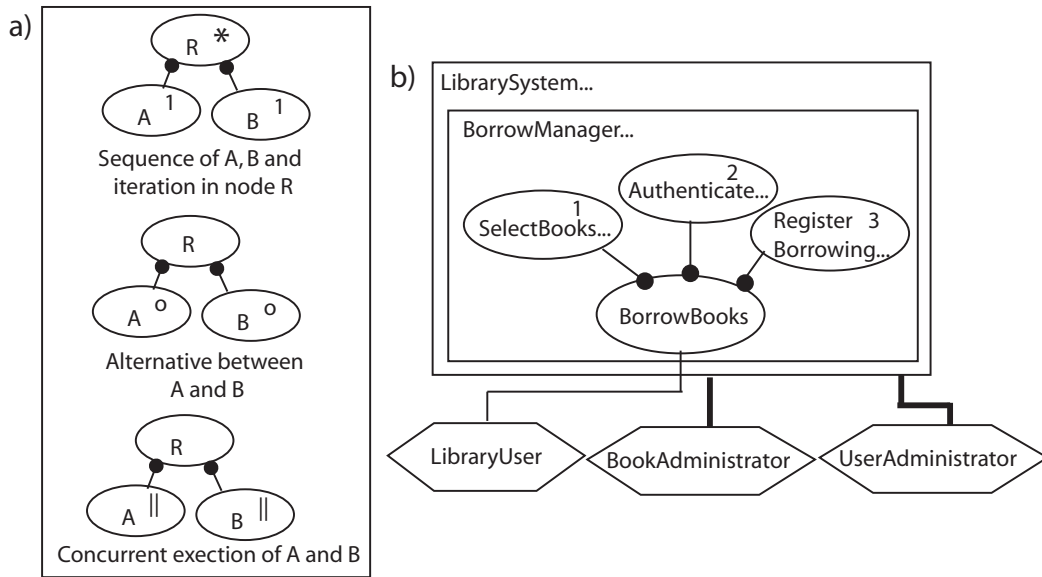 a)
R *
A 1
B 1
Sequence of A, B and
iteration in node R
R
A o
B o
Alternative between
A and B
R
A ||
B ||
Concurrent exection of A and B
b)
LibrarySystem...
BorrowManager...
1
SelectBooks...
2
Authenticate...
Register 3
Borrowing...
BorrowBooks
LibraryUser
BookAdministrator
UserAdministrator